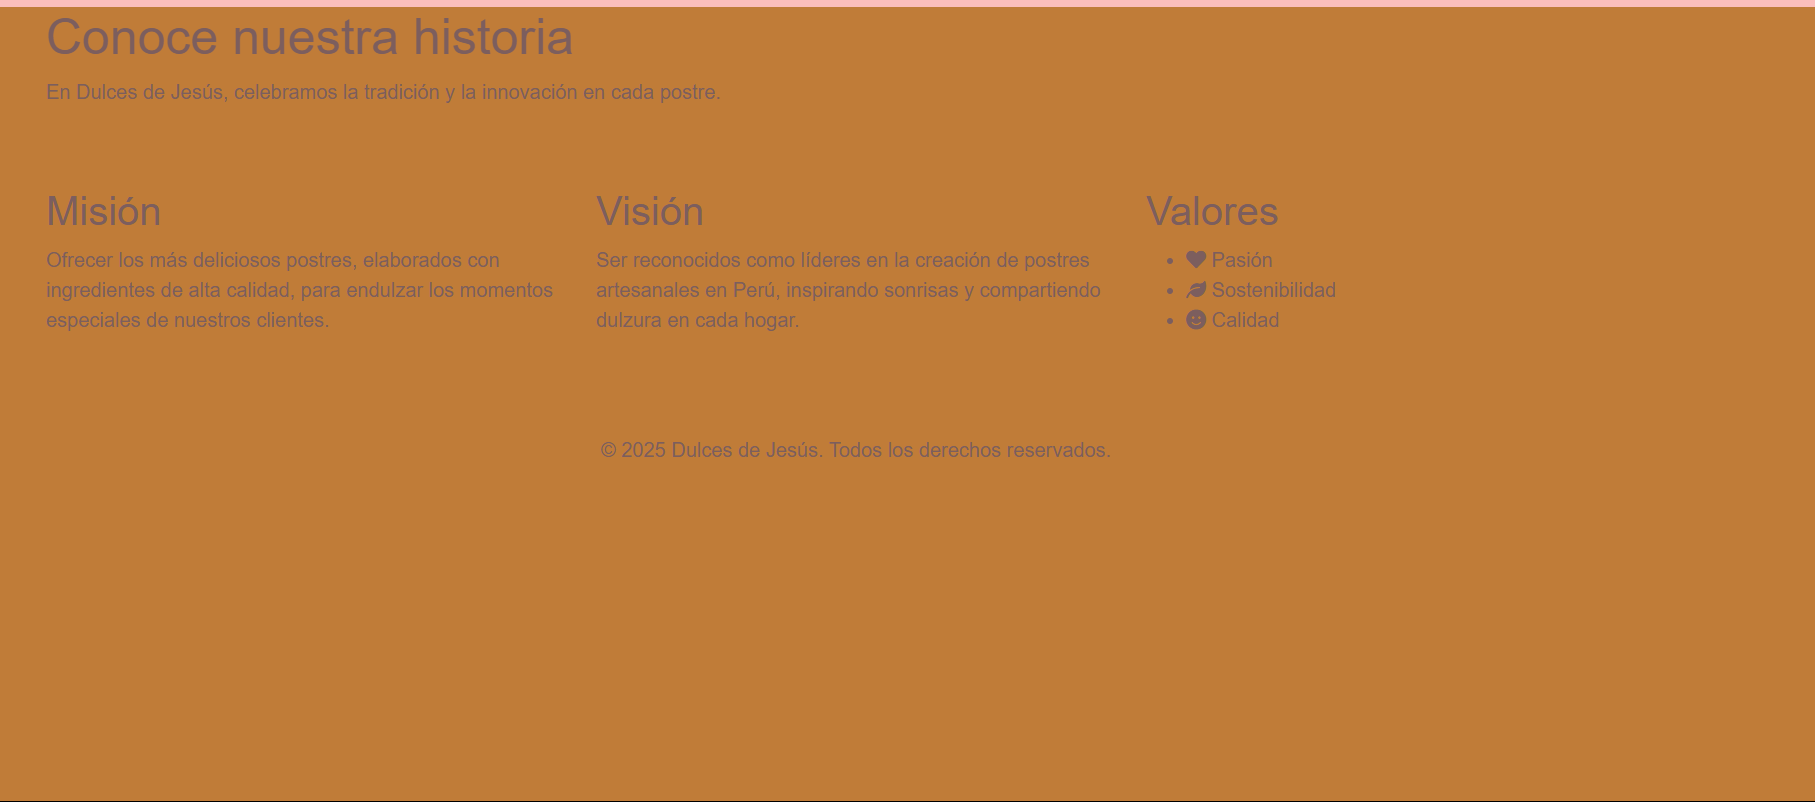 Conoce nuestra historia
En Dulces de Jesús, celebramos la tradición y la innovación en cada postre.
Misión
Ofrecer los más deliciosos postres, elaborados con
ingredientes de alta calidad, para endulzar los momentos
especiales de nuestros clientes.
Visión
Ser reconocidos como líderes en la creación de postres
artesanales en Perú, inspirando sonrisas y compartiendo
dulzura en cada hogar.
Valores
Pasión
Sostenibilidad
Calidad
© 2025 Dulces de Jesús. Todos los derechos reservados.